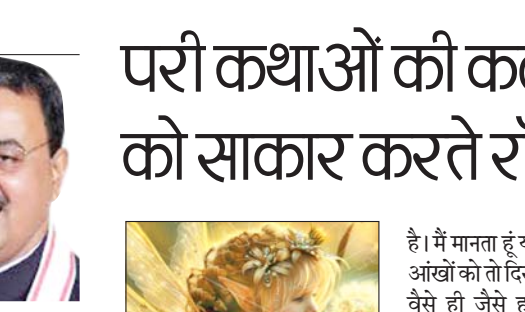 परी कथाओं की
को साकार करते
है। मैं मानता हूं
आंखों को तो
वैसे ही जैसे